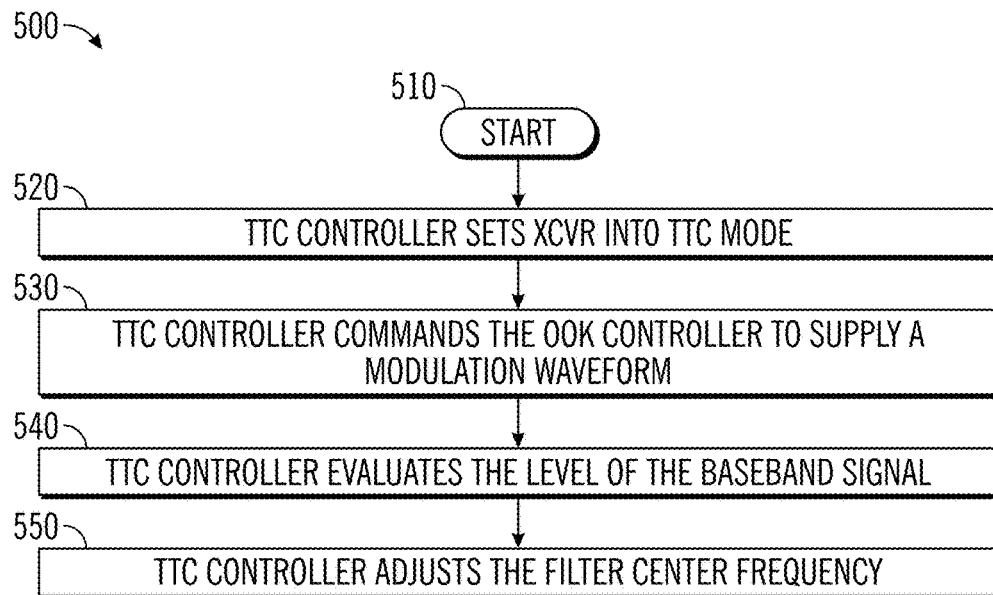 500
510
START
520
TTC CONTROLLER SETS XCVR INTO TTC MODE
530
TTC CONTROLLER COMMANDS THE OOK CONTROLLER TO SUPPLY A
MODULATION WAVEFORM
540
TTC CONTROLLER EVALUATES THE LEVEL OF THE BASEBAND SIGNAL
550
TTC CONTROLLER ADJUSTS THE FILTER CENTER FREQUENCY